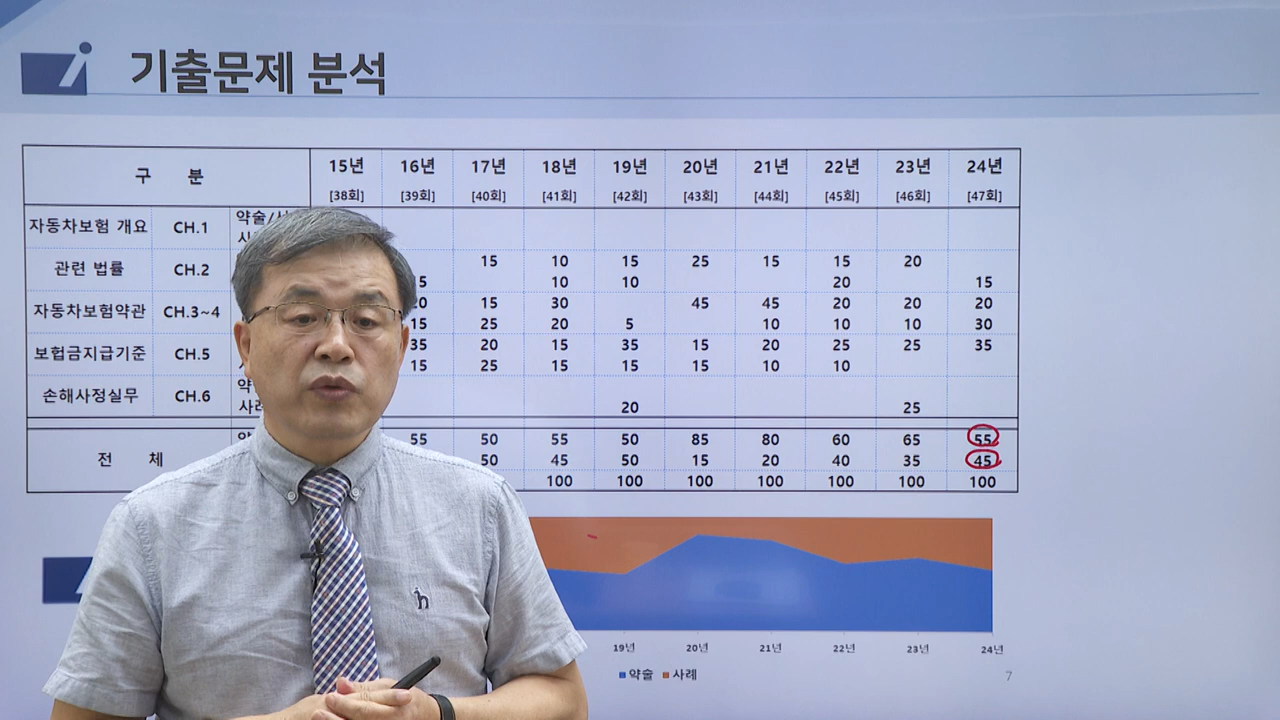 기출문제 분석
구 분 15년 16년 17년 18년 19년 20년 21년 22년 23년 24년
[38회] [39회] [40회] [41회] [42회] [43회] [44회] [45회] [46회] [47회]
자동차보험 개요 CH.1
관련 법률 CH.2 15 10 15 25 15 15 20
10 10 20 15
자동차보험약관 CH.3~4 15 30 45 45 20 20 20
15 25 20 5 10 10 10 30
보험금지급기준 CH.5 35 20 15 35 15 20 25 25 35
15 25 15 15 15 10 10
손해사정실무 CH.6
20 25
전 체 55 50 55 50 85 80 60 65 55
50 45 50 15 20 40 35 45
100 100 100 100 100 100 100
19년 20년 21년 22년 23년 24년
약술 사례
7